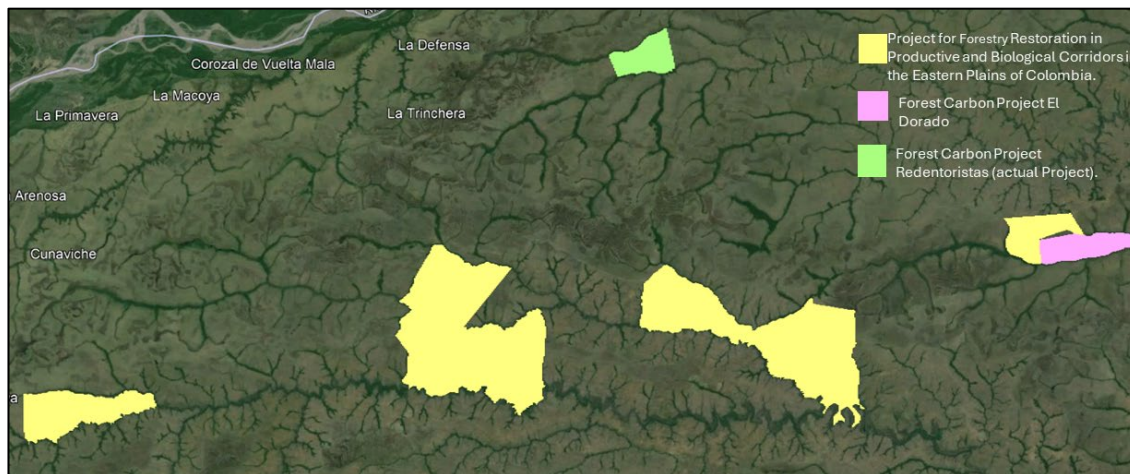 La Defensa
Corozal de Vuelta Mala
La Macoya
La Primavera
La Trinchera
Arenosa
Cunaviche
Project for Forestry Restoration in
Productive and Biological Corridors i
the Eastern Plains of Colombia.
Forest Carbon Project El
Dorado
Forest Carbon Project
Redentoristas (actual Project).